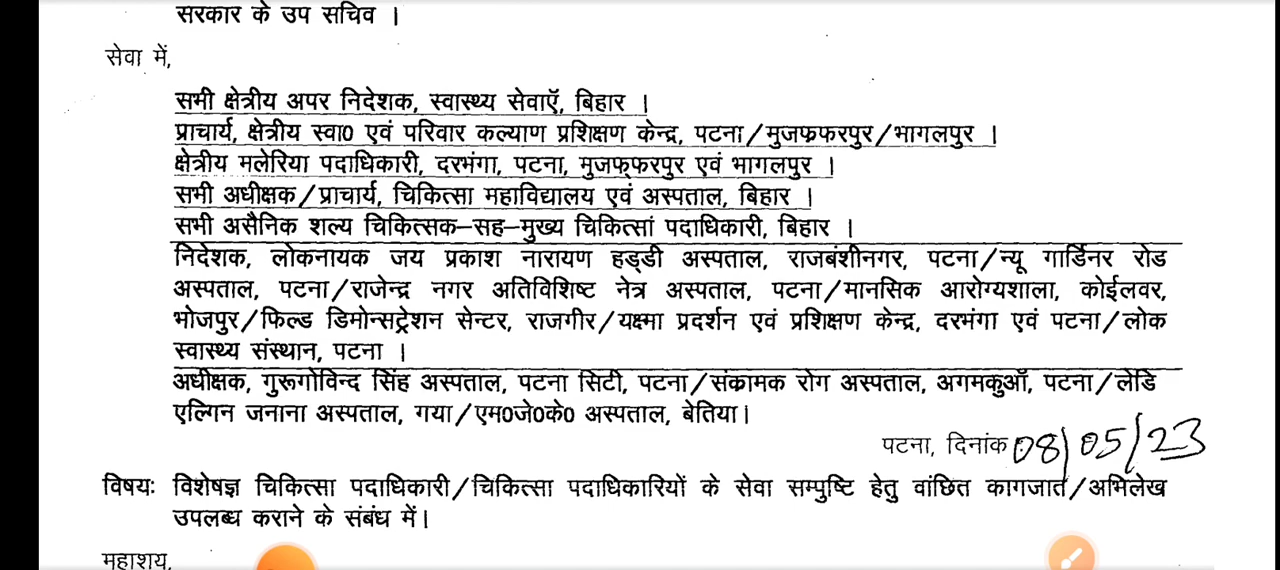 सरकार के उप सचिव ।
सेवा में,
सभी क्षेत्रीय अपर निदेशक, स्वास्थ्य सेवाऍ, बिहार ।
प्राचार्य, क्षेत्रीय स्वा0 एवं परिवार कल्याण प्रशिक्षण केन्द्र, पटना/मुजफ्फरपुर/भागलपुर ।
क्षेत्रीय मलेरिया पदाधिकारी, दरभंगा, पटना, मुजफ्फरपुर एवं भागलपुर ।
सभी अधीक्षक/प्राचार्य, चिकित्सा महाविद्यालय एवं अस्पताल, बिहार ।
सभी असैनिक शल्य चिकित्सक–सह–मुख्य चिकित्सां पदाधिकारी, बिहार ।
निदेशक, लोकनायक जय प्रकाश नारायण हड्डी अस्पताल, राजबंशीनगर, पटना/न्यू गार्डिनर रोड
अस्पताल, पटना/राजेन्द्र नगर अतिविशिष्ट नेत्र अस्पताल, पटना/मानसिक आरोग्यशाला, कोईलवर,
भोजपुर/फिल्ड डिमोन्सट्रेशन सेन्टर, राजगीर/यक्ष्मा प्रदर्शन एवं प्रशिक्षण केन्द्र, दरभंगा एवं पटना/लोक
स्वास्थ्य संस्थान, पटना ।
अधीक्षक, गुरूगोविन्द सिंह अस्पताल, पटना सिटी, पटना/संक्रामक रोग अस्पताल, अगमकुऑ, पटना/लेडि
एल्गिन जनाना अस्पताल, गया/एम0जे0के0 अस्पताल, बेतिया।
पटना, दिनांक 08/05/23
विषयः विशेषज्ञ चिकित्सा पदाधिकारी/चिकित्सा पदाधिकारियों के सेवा सम्पुष्टि हेतु वांछित कागजात/अभिलेख
उपलब्ध कराने के संबंध में।
महाशय,